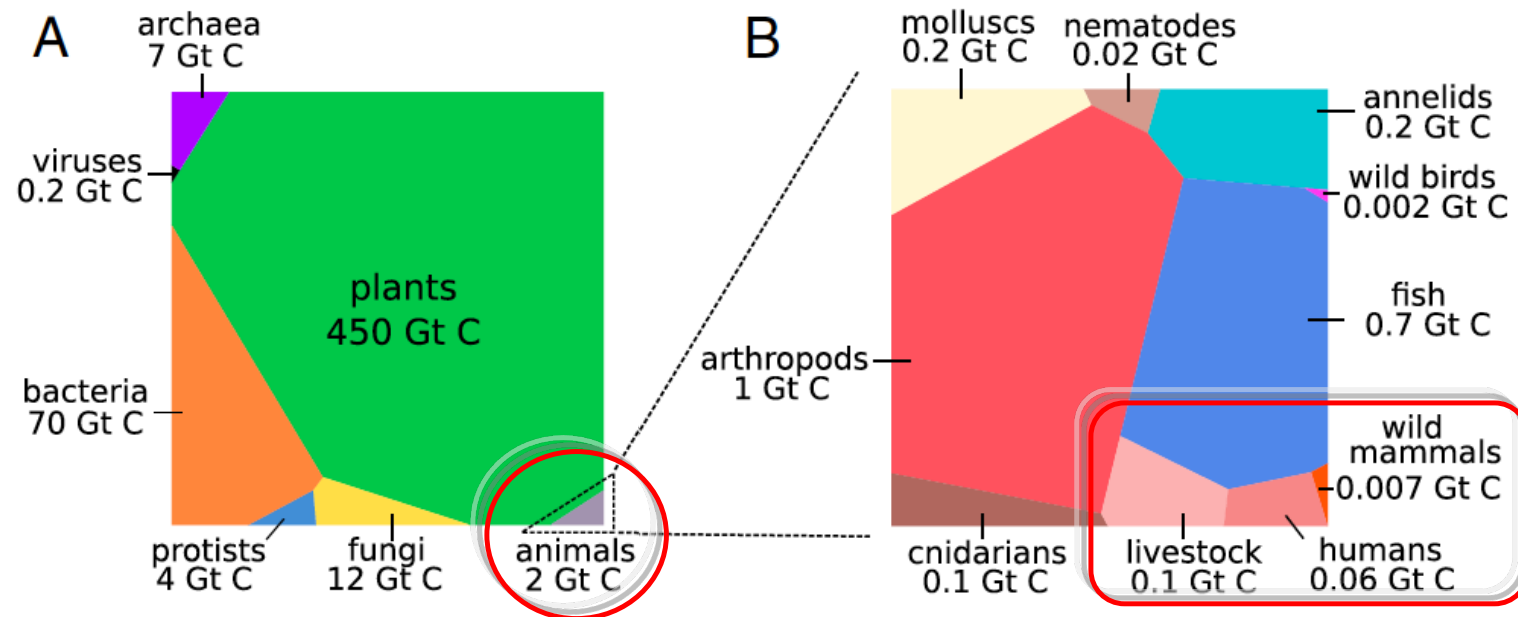 A
archaea
7 Gt C
viruses
0.2 Gt C
plants
450 Gt C
bacteria
70 Gt C
protists
4 Gt C
fungi
12 Gt C
animals
2 Gt C
B
molluscs
0.2 Gt C
nematodes
0.02 Gt C
annelids
0.2 Gt C
wild birds
0.002 Gt C
fish
0.7 Gt C
arthropods
1 Gt C
wild
mammals
0.007 Gt C
cnidarians
0.1 Gt C
livestock
0.1 Gt C
humans
0.06 Gt C